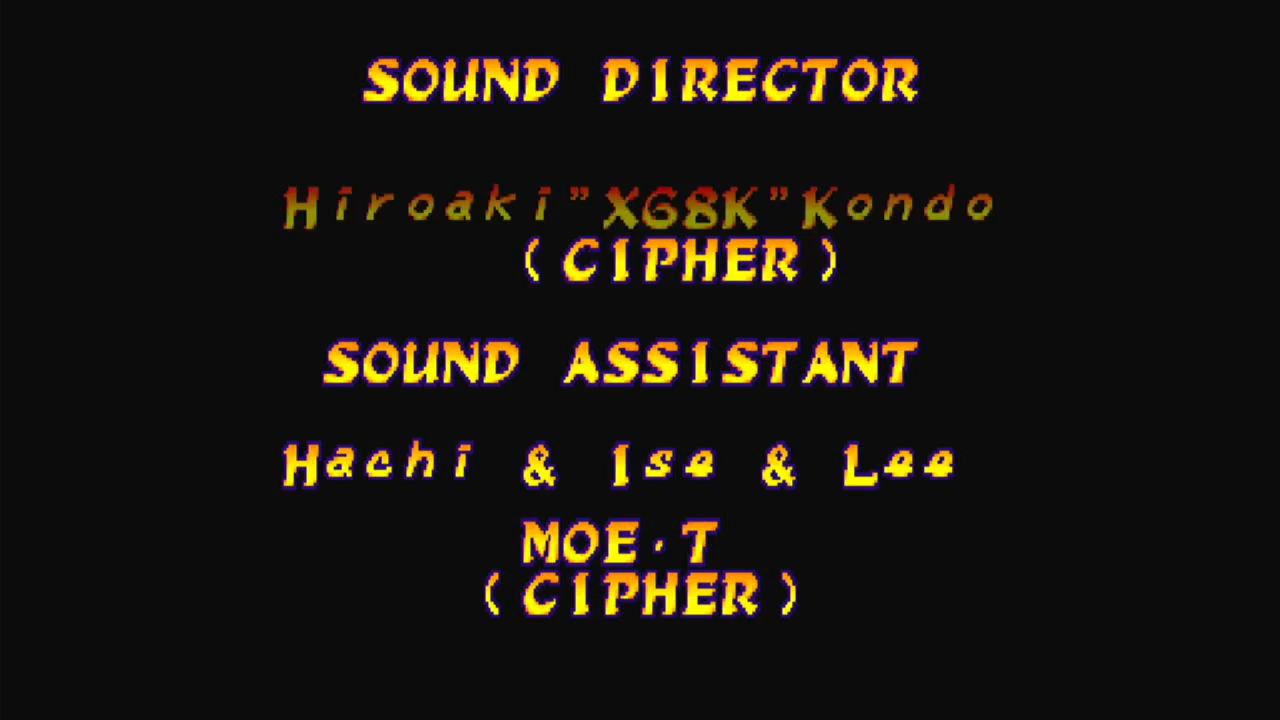 SOUND DIRECTOR
Hiroaki"X68K"Kondo
(CIPHER)
SOUND ASSISTANT
Hachi & Ise & Lee
MOE·T
(CIPHER)